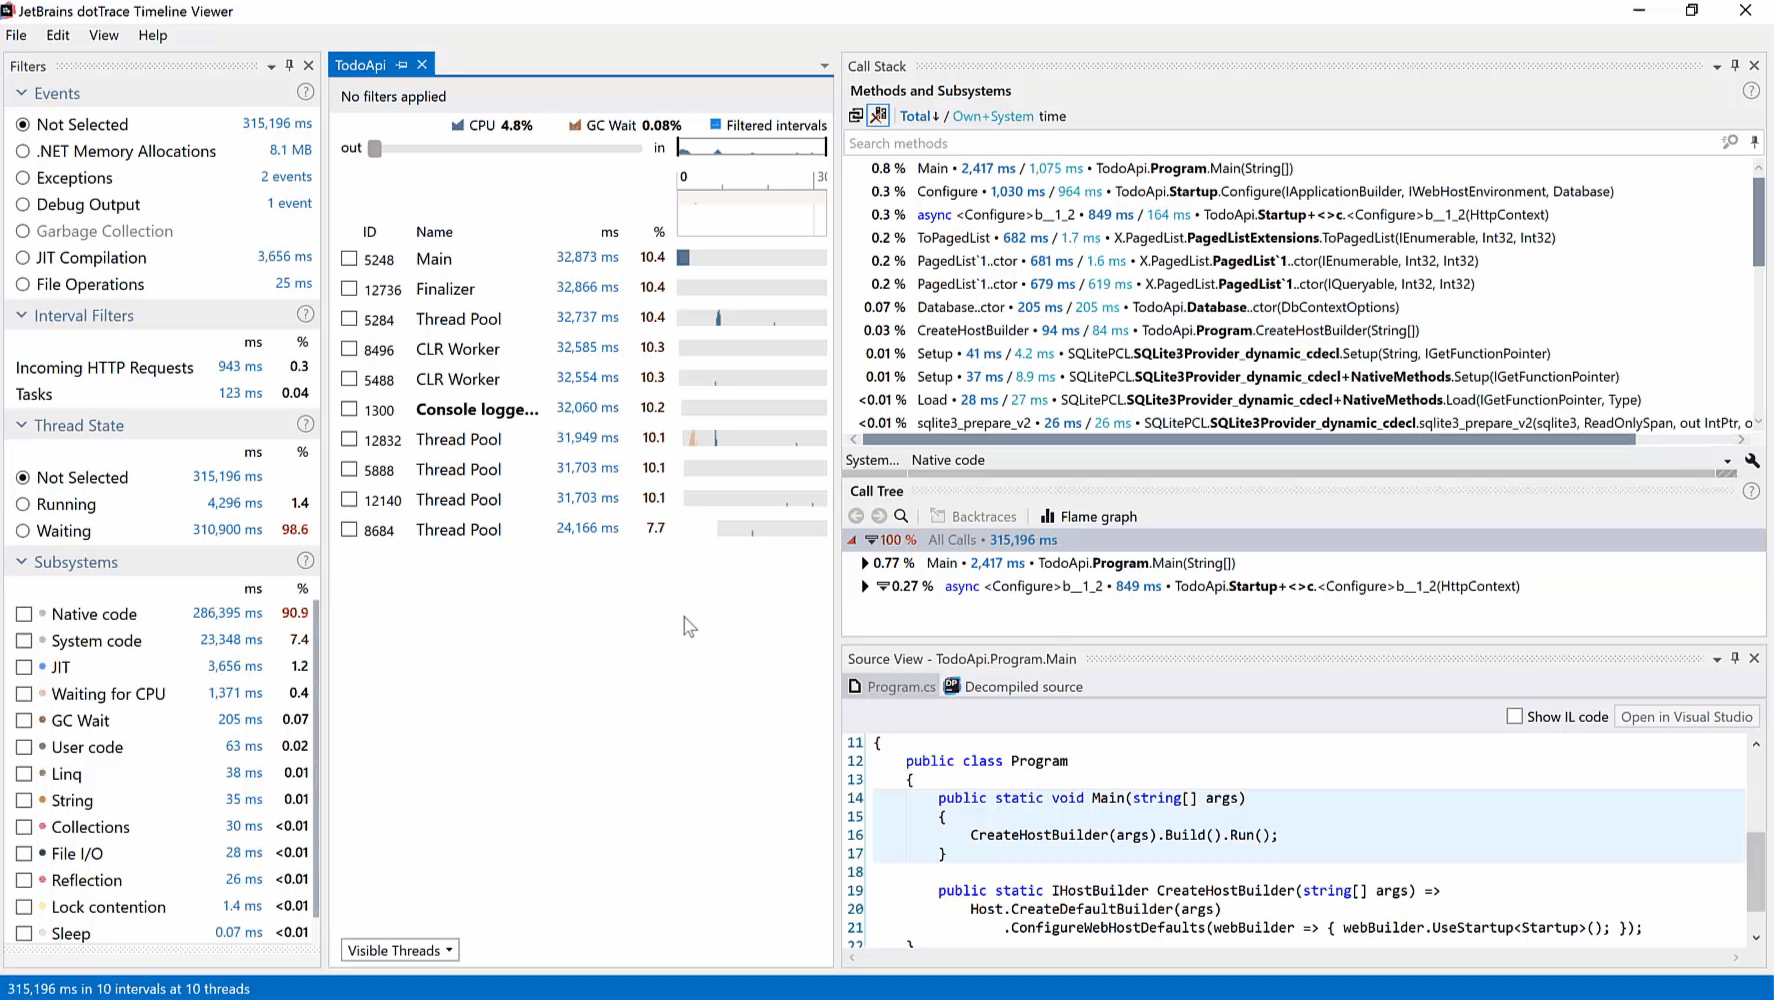 JetBrains dotTrace Timeline Viewer
File Edit View Help
Filters
Events
Not Selected 315,196 ms
.NET Memory Allocations 8.1 MB
Exceptions 2 events
Debug Output 1 event
Garbage Collection
JIT Compilation 3,656 ms
File Operations 25 ms
Interval Filters
ms %
Incoming HTTP Requests 943 ms 0.3
Tasks 123 ms 0.04
Thread State
ms %
Not Selected 315,196 ms
Running 4,296 ms 1.4
Waiting 310,900 ms 98.6
Subsystems
ms %
Native code 286,395 ms 90.9
System code 23,348 ms 7.4
JIT 3,656 ms 1.2
Waiting for CPU 1,371 ms 0.4
GC Wait 205 ms 0.07
User code 63 ms 0.02
Linq 38 ms 0.01
String 35 ms 0.01
Collections 30 ms <0.01
File I/O 28 ms <0.01
Reflection 26 ms <0.01
Lock contention 1.4 ms <0.01
Sleep 0.07 ms <0.01
TodoApi
No filters applied
CPU 4.8% GC Wait 0.08% Filtered intervals
out in
0 30
ID Name ms %
5248 Main 32,873 ms 10.4
12736 Finalizer 32,866 ms 10.4
5284 Thread Pool 32,737 ms 10.4
8496 CLR Worker 32,585 ms 10.3
5488 CLR Worker 32,554 ms 10.3
1300 Console logge... 32,060 ms 10.2
12832 Thread Pool 31,949 ms 10.1
5888 Thread Pool 31,703 ms 10.1
12140 Thread Pool 31,703 ms 10.1
8684 Thread Pool 24,166 ms 7.7
Visible Threads
Call Stack
Methods and Subsystems
Total↓ / Own+System time
Search methods
0.8 % Main • 2,417 ms / 1,075 ms • TodoApi.Program.Main(String[])
0.3 % Configure • 1,030 ms / 964 ms • TodoApi.Startup.Configure(IApplicationBuilder, IWebHostEnvironment, Database)
0.3 % async <Configure>b__1_2 • 849 ms / 164 ms • TodoApi.Startup+<>c.<Configure>b__1_2(HttpContext)
0.2 % ToPagedList • 682 ms / 1.7 ms • X.PagedList.PagedListExtensions.ToPagedList(IEnumerable, Int32, Int32)
0.2 % PagedList`1..ctor • 681 ms / 1.6 ms • X.PagedList.PagedList`1..ctor(IEnumerable, Int32, Int32)
0.2 % PagedList`1..ctor • 679 ms / 619 ms • X.PagedList.PagedList`1..ctor(IQueryable, Int32, Int32)
0.07 % Database..ctor • 205 ms / 205 ms • TodoApi.Database..ctor(DbContextOptions)
0.03 % CreateHostBuilder • 94 ms / 84 ms • TodoApi.Program.CreateHostBuilder(String[])
0.01 % Setup • 41 ms / 4.2 ms • SQLitePCL.SQLite3Provider_dynamic_cdecl.Setup(String, IGetFunctionPointer)
0.01 % Setup • 37 ms / 8.9 ms • SQLitePCL.SQLite3Provider_dynamic_cdecl+NativeMethods.Setup(IGetFunctionPointer)
<0.01 % Load • 28 ms / 27 ms • SQLitePCL.SQLite3Provider_dynamic_cdecl+NativeMethods.Load(IGetFunctionPointer, Type)
<0.01 % sqlite3_prepare_v2 • 26 ms / 26 ms • SQLitePCL.SQLite3Provider_dynamic_cdecl.sqlite3_prepare_v2(sqlite3, ReadOnlySpan, out IntPtr, o
System... Native code
Call Tree
Backtraces Flame graph
100 % All Calls • 315,196 ms
0.77 % Main • 2,417 ms • TodoApi.Program.Main(String[])
0.27 % async <Configure>b__1_2 • 849 ms • TodoApi.Startup+<>c.<Configure>b__1_2(HttpContext)
Source View - TodoApi.Program.Main
Program.cs DP Decompiled source
Show IL code Open in Visual Studio
11 {
12 public class Program
13 {
14 public static void Main(string[] args)
15 {
16 CreateHostBuilder(args).Build().Run();
17 }
18
19 public static IHostBuilder CreateHostBuilder(string[] args) =>
20 Host.CreateDefaultBuilder(args)
21 .ConfigureWebHostDefaults(webBuilder => { webBuilder.UseStartup<Startup>(); });
22 }
315,196 ms in 10 intervals at 10 threads